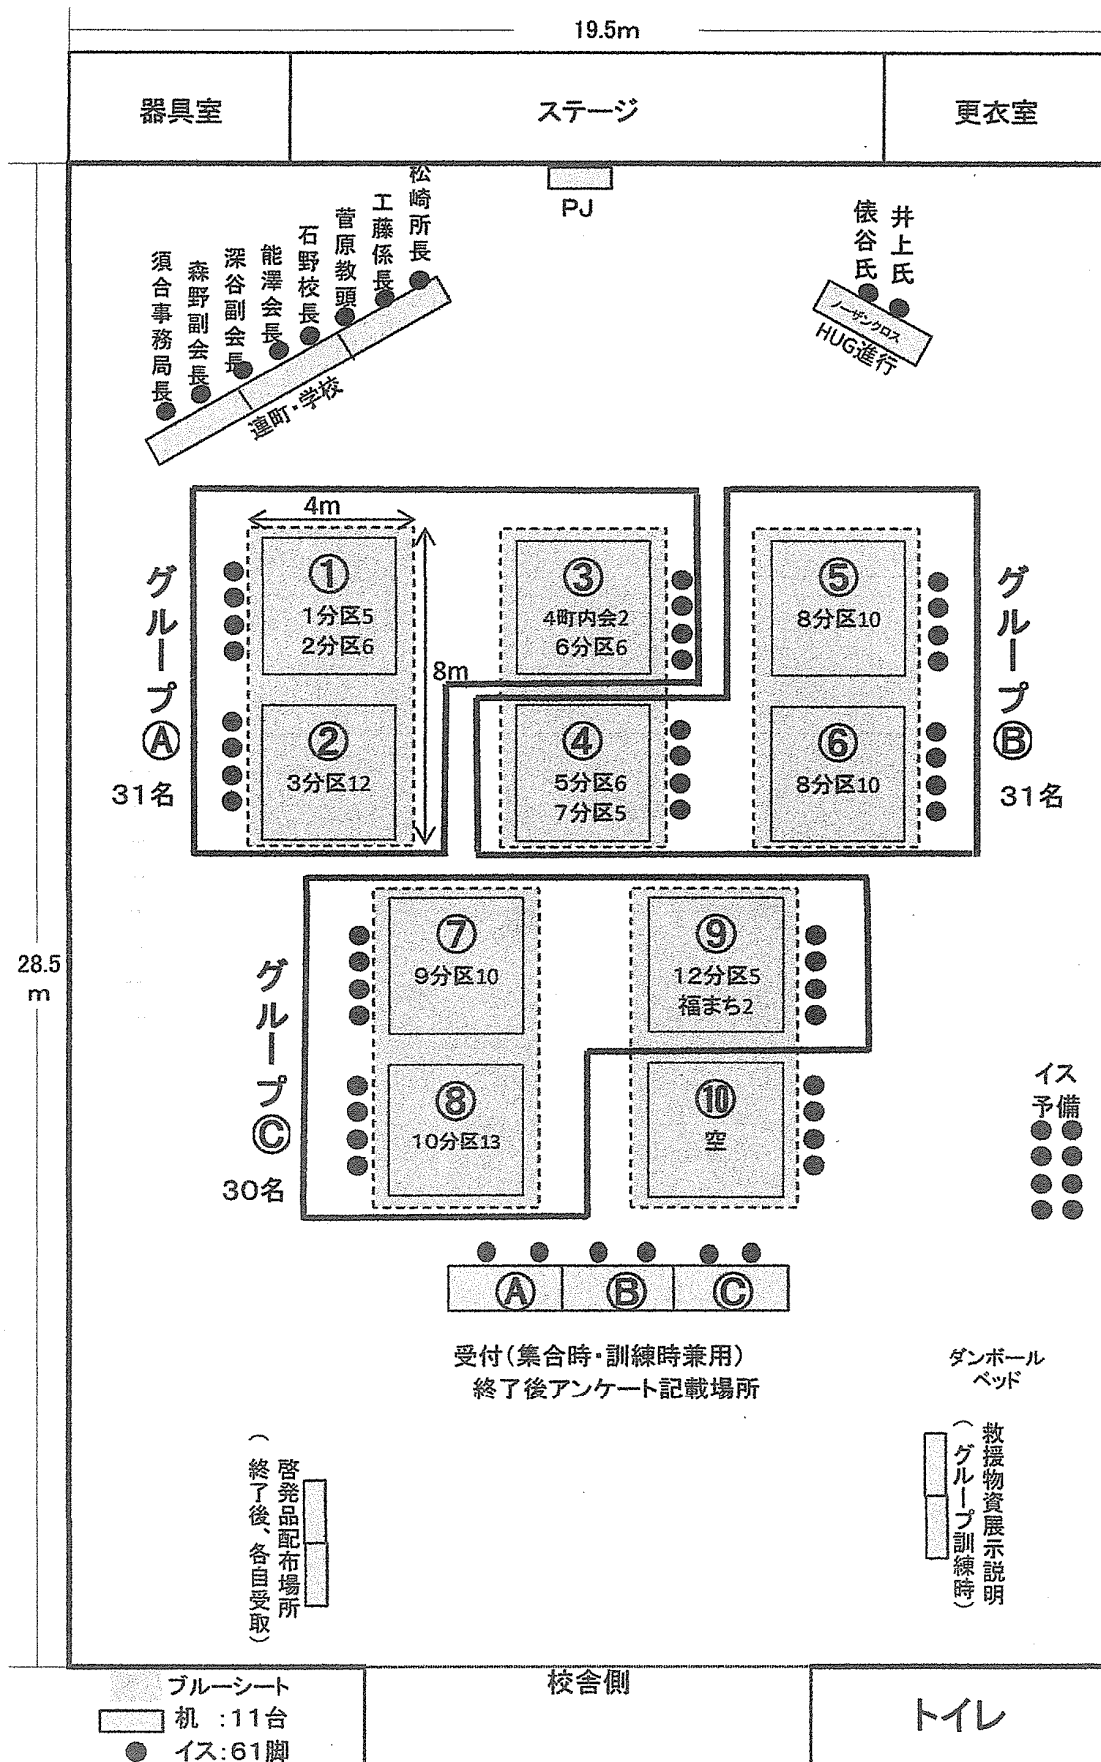 19.5m
器具室
ステージ
更衣室
PJ
松崎所長
工藤係長
菅原教頭
石野校長
能澤会長
深谷副会長
森野副会長
須合事務局長
連町・学校
俵谷氏
井上氏
ノーザンクロス
HUG進行
4m
8m
グループⒶ
31名
①
1分区5
2分区6
②
3分区12
③
4町内会2
6分区6
④
5分区6
7分区5
⑤
8分区10
⑥
8分区10
グループⒷ
31名
28.5
m
グループⒸ
30名
⑦
9分区10
⑧
10分区13
⑨
12分区5
福まち2
⑩
空
イス
予備
Ⓐ
Ⓑ
Ⓒ
受付(集合時・訓練時兼用)
終了後アンケート記載場所
ダンボール
ベッド
啓発品配布場所
(終了後、各自受取)
救援物資展示説明
(グループ訓練時)
校舎側
トイレ
ブルーシート
机 :11台
イス:61脚